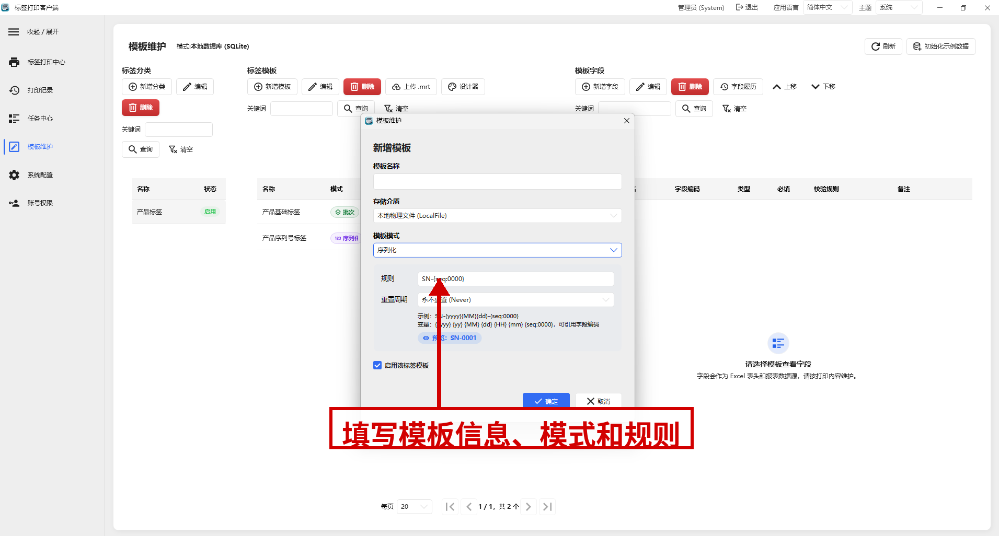 标签打印客户端
管理员 (System)
退出
应用语言
简体中文
主题
系统
收起 / 展开
标签打印中心
打印记录
任务中心
模板维护
系统配置
账号权限
模板维护
模式:本地数据库 (SQLite)
刷新
初始化示例数据
标签分类
新增分类
编辑
删除
关键词
查询
清空
名称
状态
产品标签
启用
标签模板
新增模板
编辑
删除
上传 .mrt
设计器
关键词
查询
清空
名称
模式
产品基础标签
批次
产品序列号标签
123 序列化
模板字段
新增字段
编辑
删除
字段履历
上移
下移
关键词
查询
清空
字段编码
类型
必填
校验规则
备注
请选择模板查看字段
字段会作为 Excel 表头和报表数据源，请按打印内容维护。
模板维护
新增模板
模板名称
存储介质
本地物理文件 (LocalFile)
模板模式
序列化
规则
SN-{seq:0000}
重置周期
永不重置 (Never)
示例：SN-{yyyy}{MM}{dd}-{seq:0000}
变量：{yyyy} {yy} {MM} {dd} {HH} {mm} {seq:0000}，可引用字段编码
预览：SN-0001
启用该标签模板
确定
取消
填写模板信息、模式和规则
每页
20
1 / 1，共 2 个